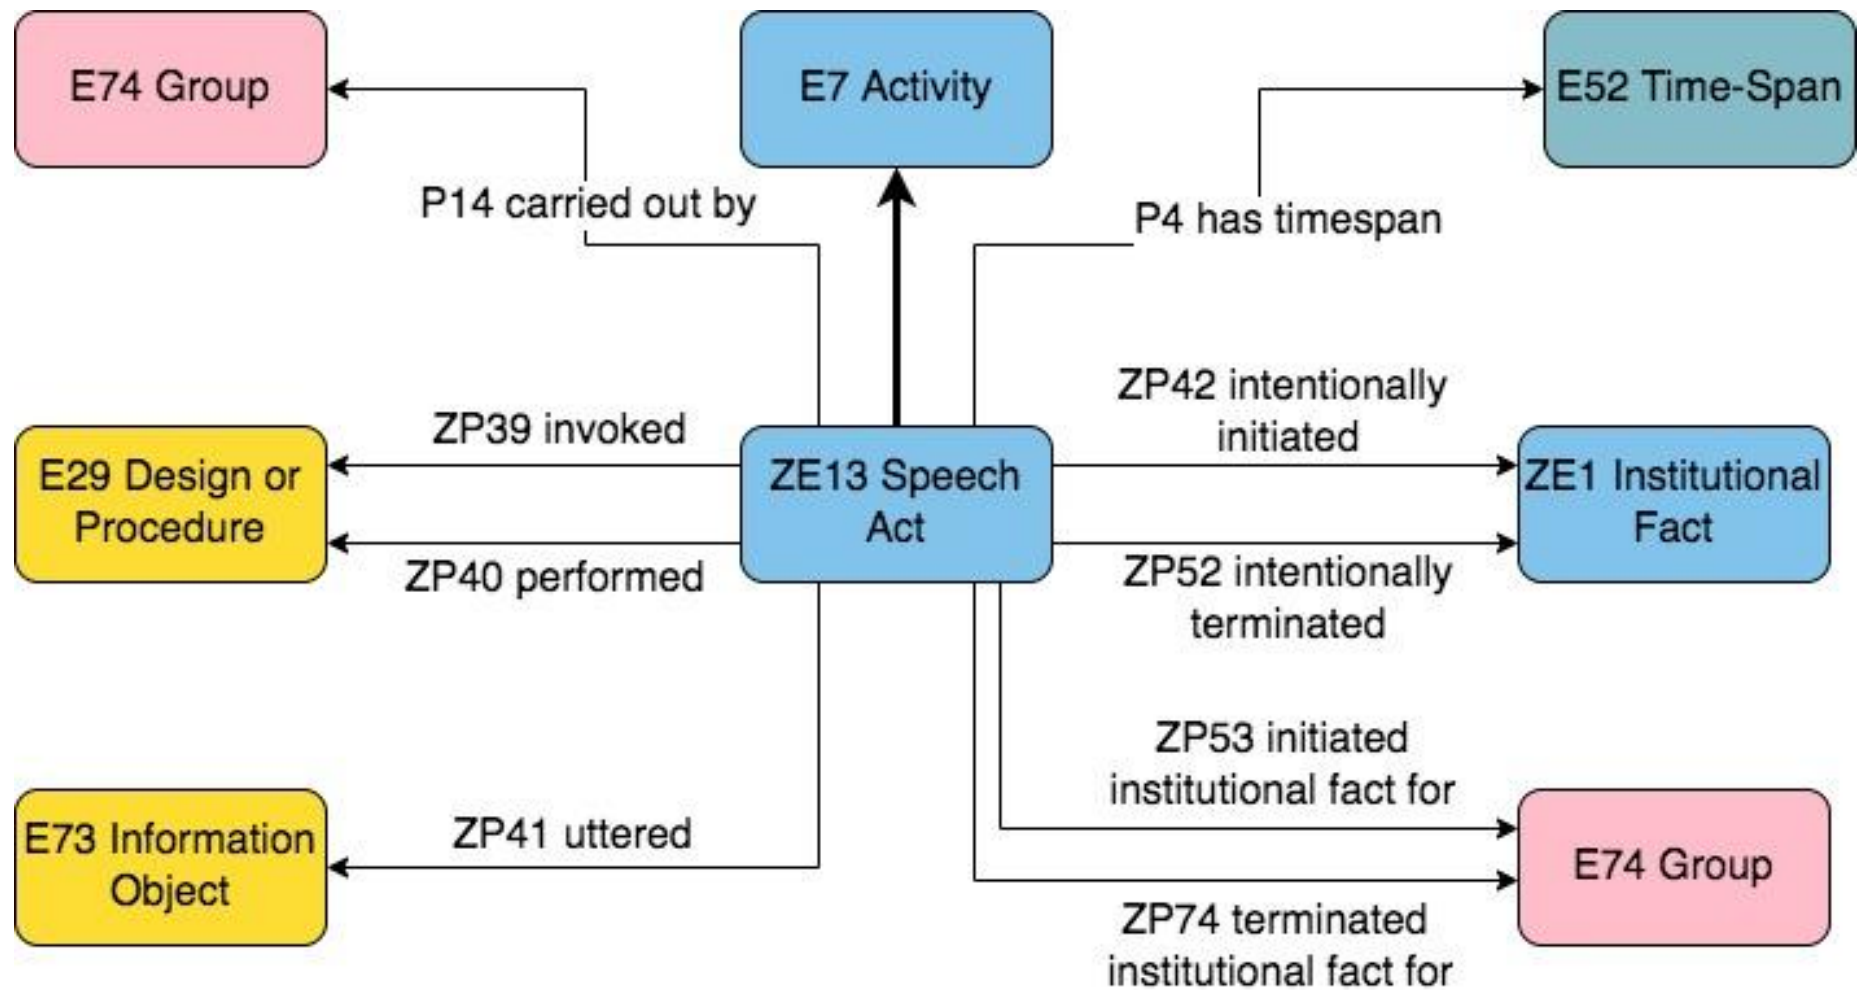 E74 Group
E7 Activity
E52 Time-Span
P14 carried out by
P4 has timespan
ZP42 intentionally
initiated
ZP39 invoked
E29 Design or
Procedure
ZE13 Speech
Act
ZE1 Institutional
Fact
ZP40 performed
ZP52 intentionally
terminated
ZP53 initiated
institutional fact for
ZP41 uttered
E73 Information
Object
E74 Group
ZP74 terminated
institutional fact for